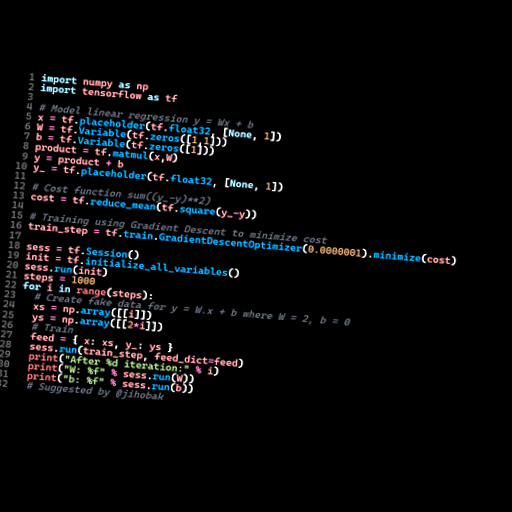 1 import numpy as np
2 import tensorflow as tf
3
4 # Model linear regression y = Wx + b
5 x = tf.placeholder(tf.float32, [None, 1])
6 W = tf.Variable(tf.zeros([1,1]))
7 b = tf.Variable(tf.zeros([1]))
8 product = tf.matmul(x,W)
9 y = product + b
10 y_ = tf.placeholder(tf.float32, [None, 1])
11
12 # Cost function sum((y_-y)**2)
13 cost = tf.reduce_mean(tf.square(y_-y))
14
15 # Training using Gradient Descent to minimize cost
16 train_step = tf.train.GradientDescentOptimizer(0.0000001).minimize(cost)
17
18 sess = tf.Session()
19 init = tf.initialize_all_variables()
20 sess.run(init)
21 steps = 1000
22 for i in range(steps):
23 # Create fake data for y = W.x + b where W = 2, b = 0
24 xs = np.array([[i]])
25 ys = np.array([[2*i]])
26 # Train
27 feed = { x: xs, y_: ys }
28 sess.run(train_step, feed_dict=feed)
29 print("After %d iteration:" % i)
30 print("W: %f" % sess.run(W))
31 print("b: %f" % sess.run(b))
32 # Suggested by @jihobak